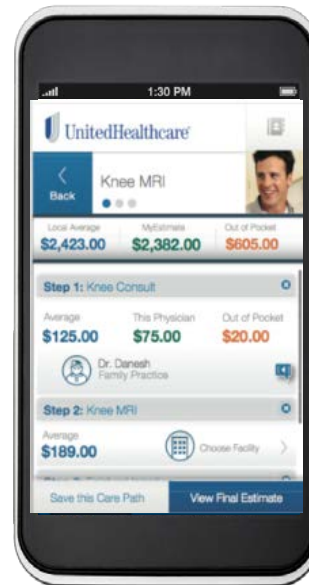 1:30 PM
UnitedHealthcare
Back
Knee MRI
Local Average MyEstimate Out of Pocket
$2,423.00 $2,382.00 $605.00
Step 1: Knee Consult
Average This Physician Out of Pocket
$125.00 $75.00 $20.00
Dr. Danesh
Family Practice
Step 2: Knee MRI
Average
$189.00
Choose Facility
Save this Care Path View Final Estimate